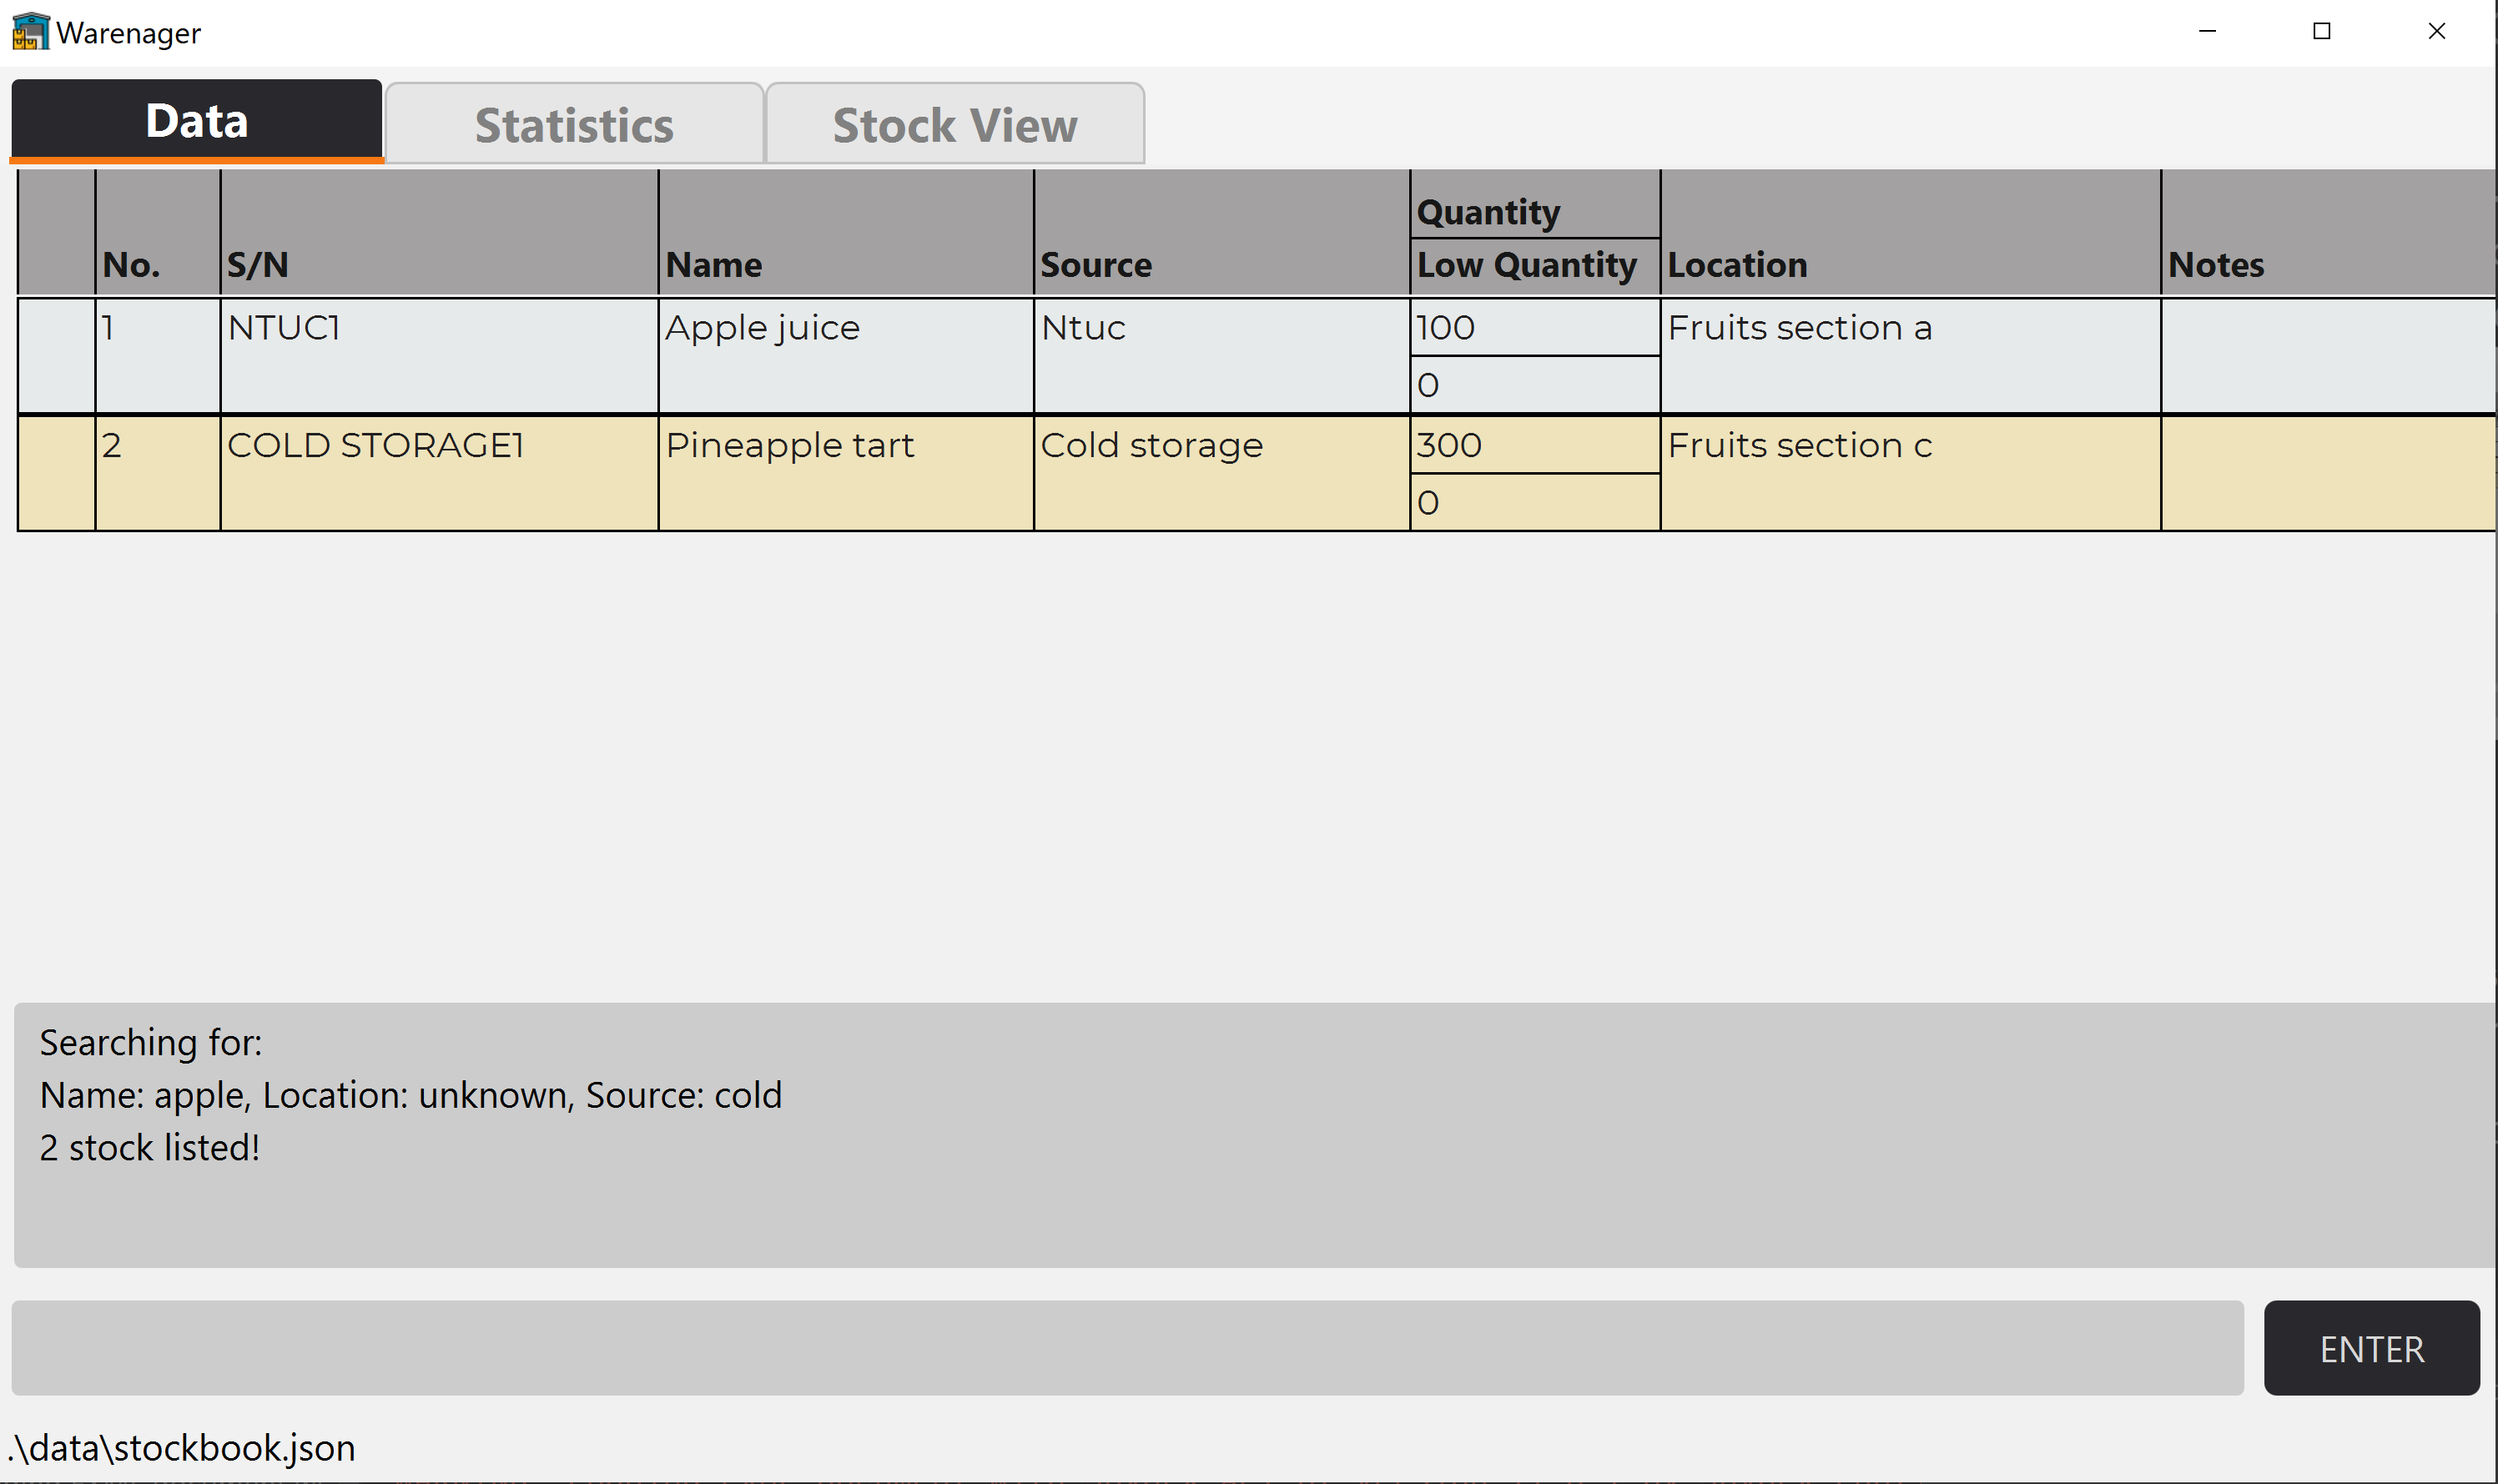 Warenager
Data Statistics Stock View
No. S/N Name Source Quantity Low Quantity Location Notes
1 NTUC1 Apple juice Ntuc 100 Fruits section a
0
2 COLD STORAGE1 Pineapple tart Cold storage 300 Fruits section c
0
Searching for:
Name: apple, Location: unknown, Source: cold
2 stock listed!
ENTER
.\data\stockbook.json